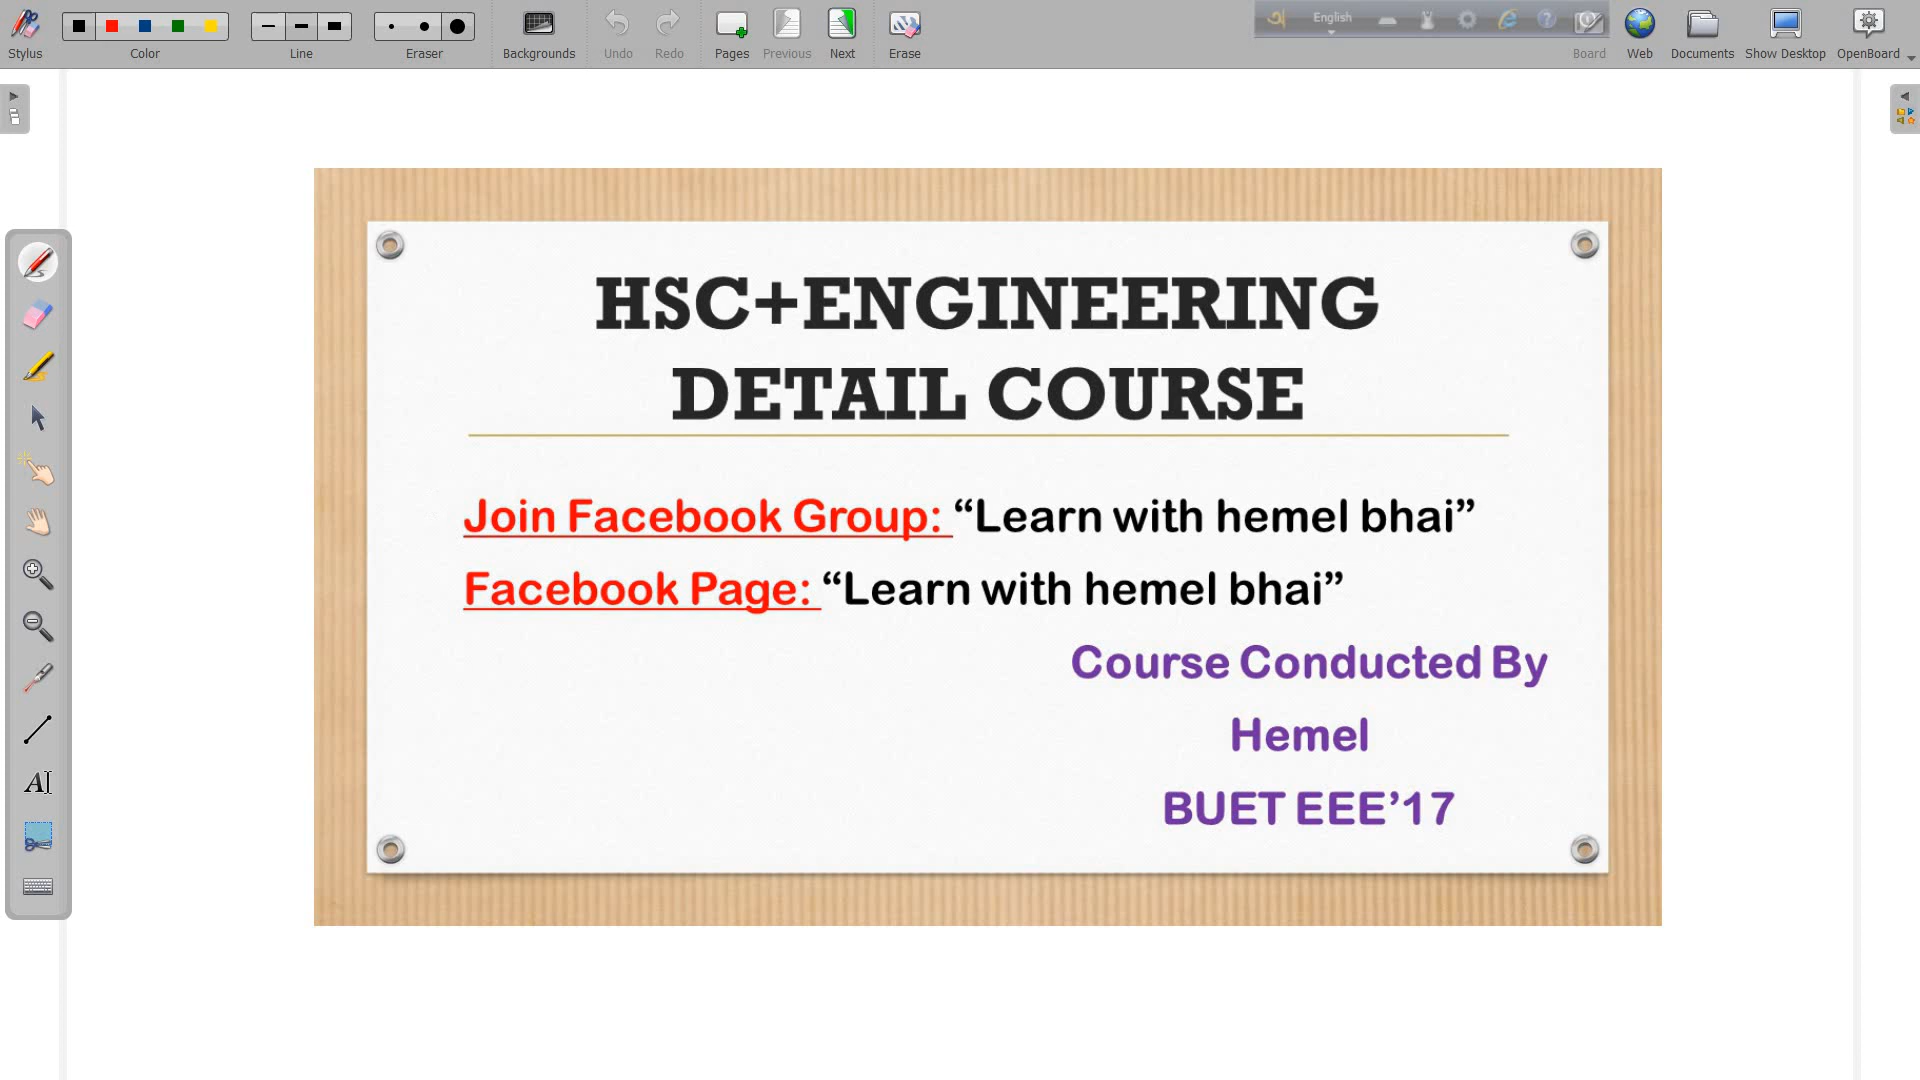 Stylus
Color
Line
Eraser
Backgrounds
Undo
Redo
Pages
Previous
Next
Erase
English
Board
Web
Documents
Show Desktop
OpenBoard
HSC+ENGINEERING
DETAIL COURSE
Join Facebook Group: “Learn with hemel bhai”
Facebook Page: “Learn with hemel bhai”
Course Conducted By
Hemel
BUET EEE’17